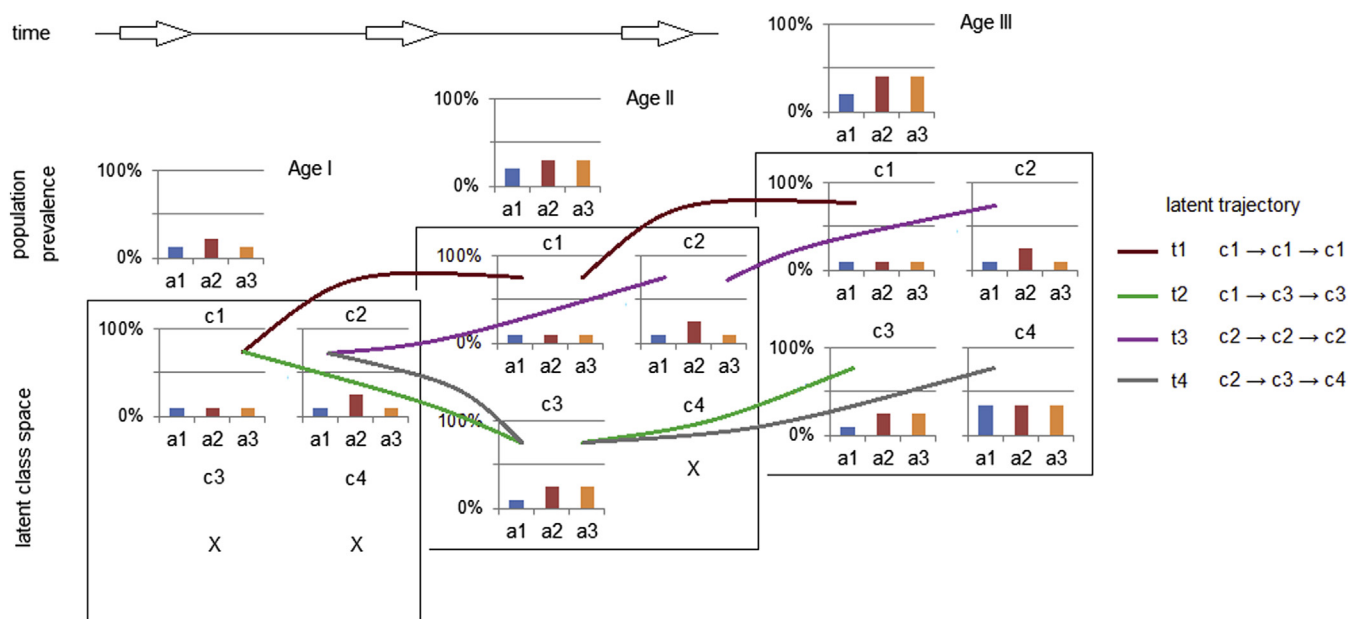 time
Age III
100%
0%
a1 a2 a3
Age II
100%
0%
a1 a2 a3
Age I
100%
0%
a1 a2 a3
population
prevalence
latent class space
c1 c2
100%
0%
a1 a2 a3 a1 a2 a3
c3 c4
X X
c1 c2
100%
0%
a1 a2 a3 a1 a2 a3
c3 c4
100%
0%
X
a1 a2 a3
c1 c2
100%
0%
a1 a2 a3 a1 a2 a3
c3 c4
100%
0%
a1 a2 a3 a1 a2 a3
latent trajectory
t1 c1 → c1 → c1
t2 c1 → c3 → c3
t3 c2 → c2 → c2
t4 c2 → c3 → c4